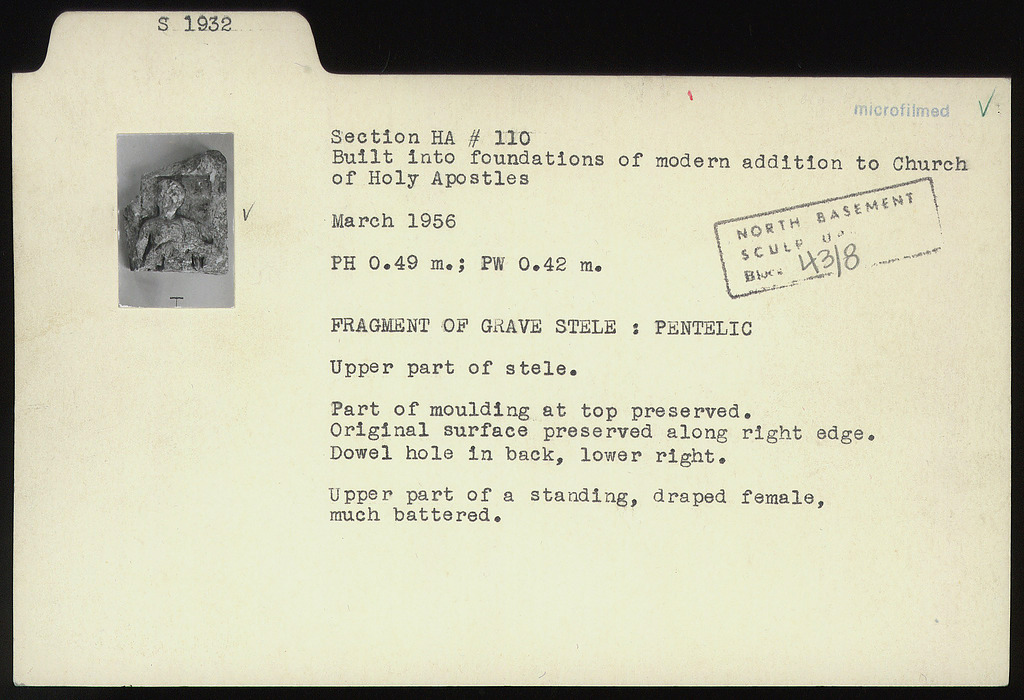 S 1932
microfilmed ✓
Section HA # 110
Built into foundations of modern addition to Church
of Holy Apostles
March 1956
PH 0.49 m.; PW 0.42 m.
NORTH BASEMENT
43/8
FRAGMENT OF GRAVE STELE : PENTELIC
Upper part of stele.
Part of moulding at top preserved.
Original surface preserved along right edge.
Dowel hole in back, lower right.
Upper part of a standing, draped female,
much battered.